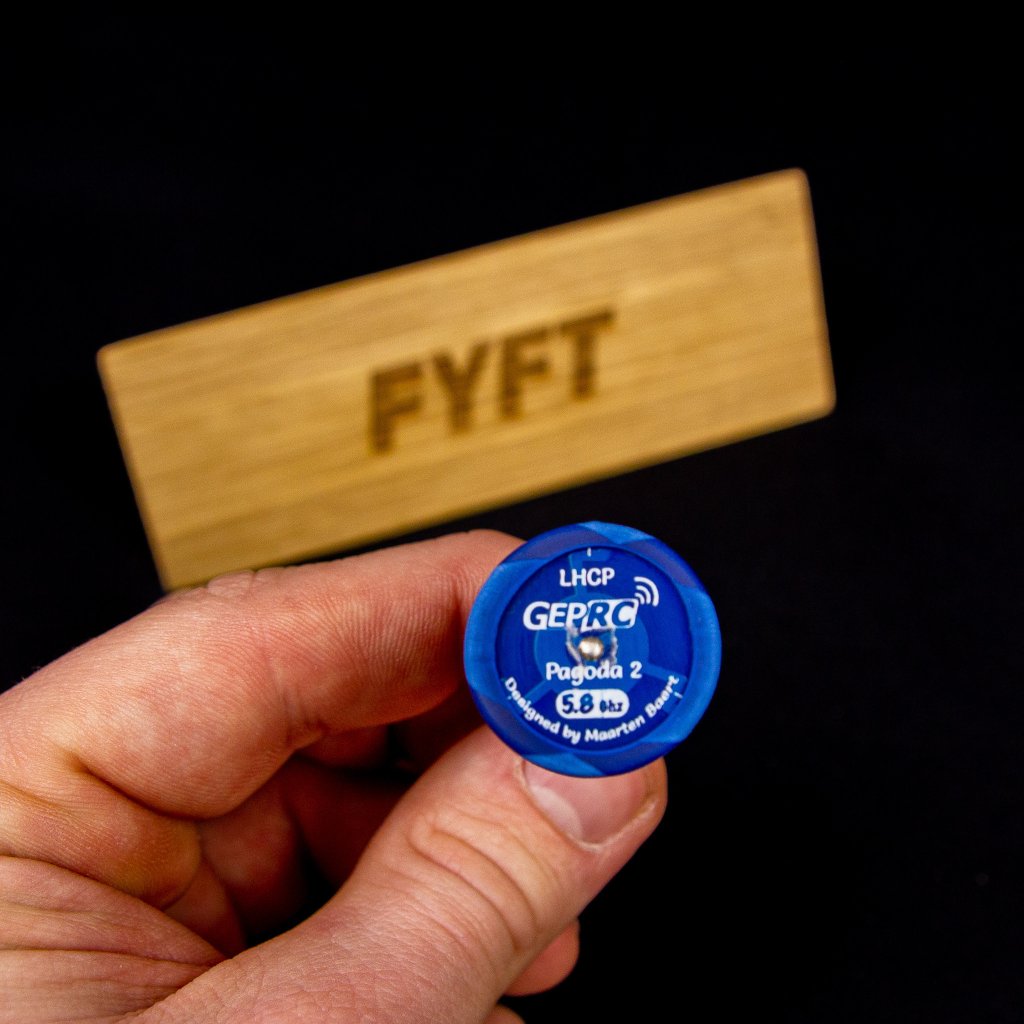 FYFT
LHCP
GEPRC
Pagoda 2
5.8 Ghz
Designed by Maarten Baert